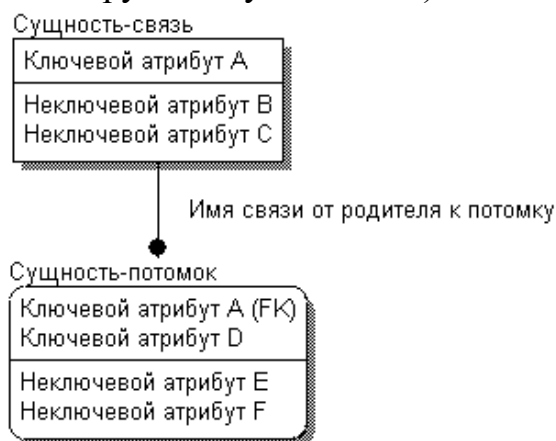 Сущность-связь
Ключевой атрибут A
Неключевой атрибут B
Неключевой атрибут C
Имя связи от родителя к потомку
Сущность-потомок
Ключевой атрибут A (FK)
Ключевой атрибут D
Неключевой атрибут E
Неключевой атрибут F